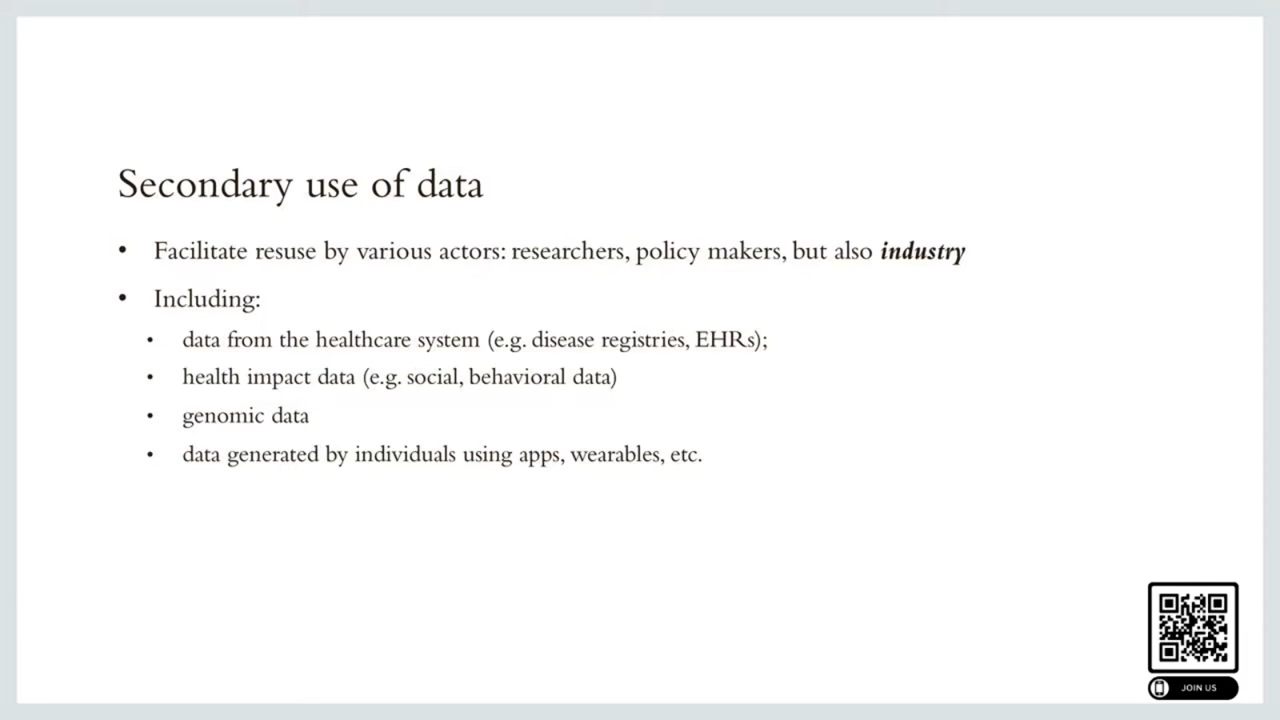 Secondary use of data
• Facilitate resuse by various actors: researchers, policy makers, but also industry
• Including:
• data from the healthcare system (e.g. disease registries, EHRs);
• health impact data (e.g. social, behavioral data)
• genomic data
• data generated by individuals using apps, wearables, etc.
JOIN US